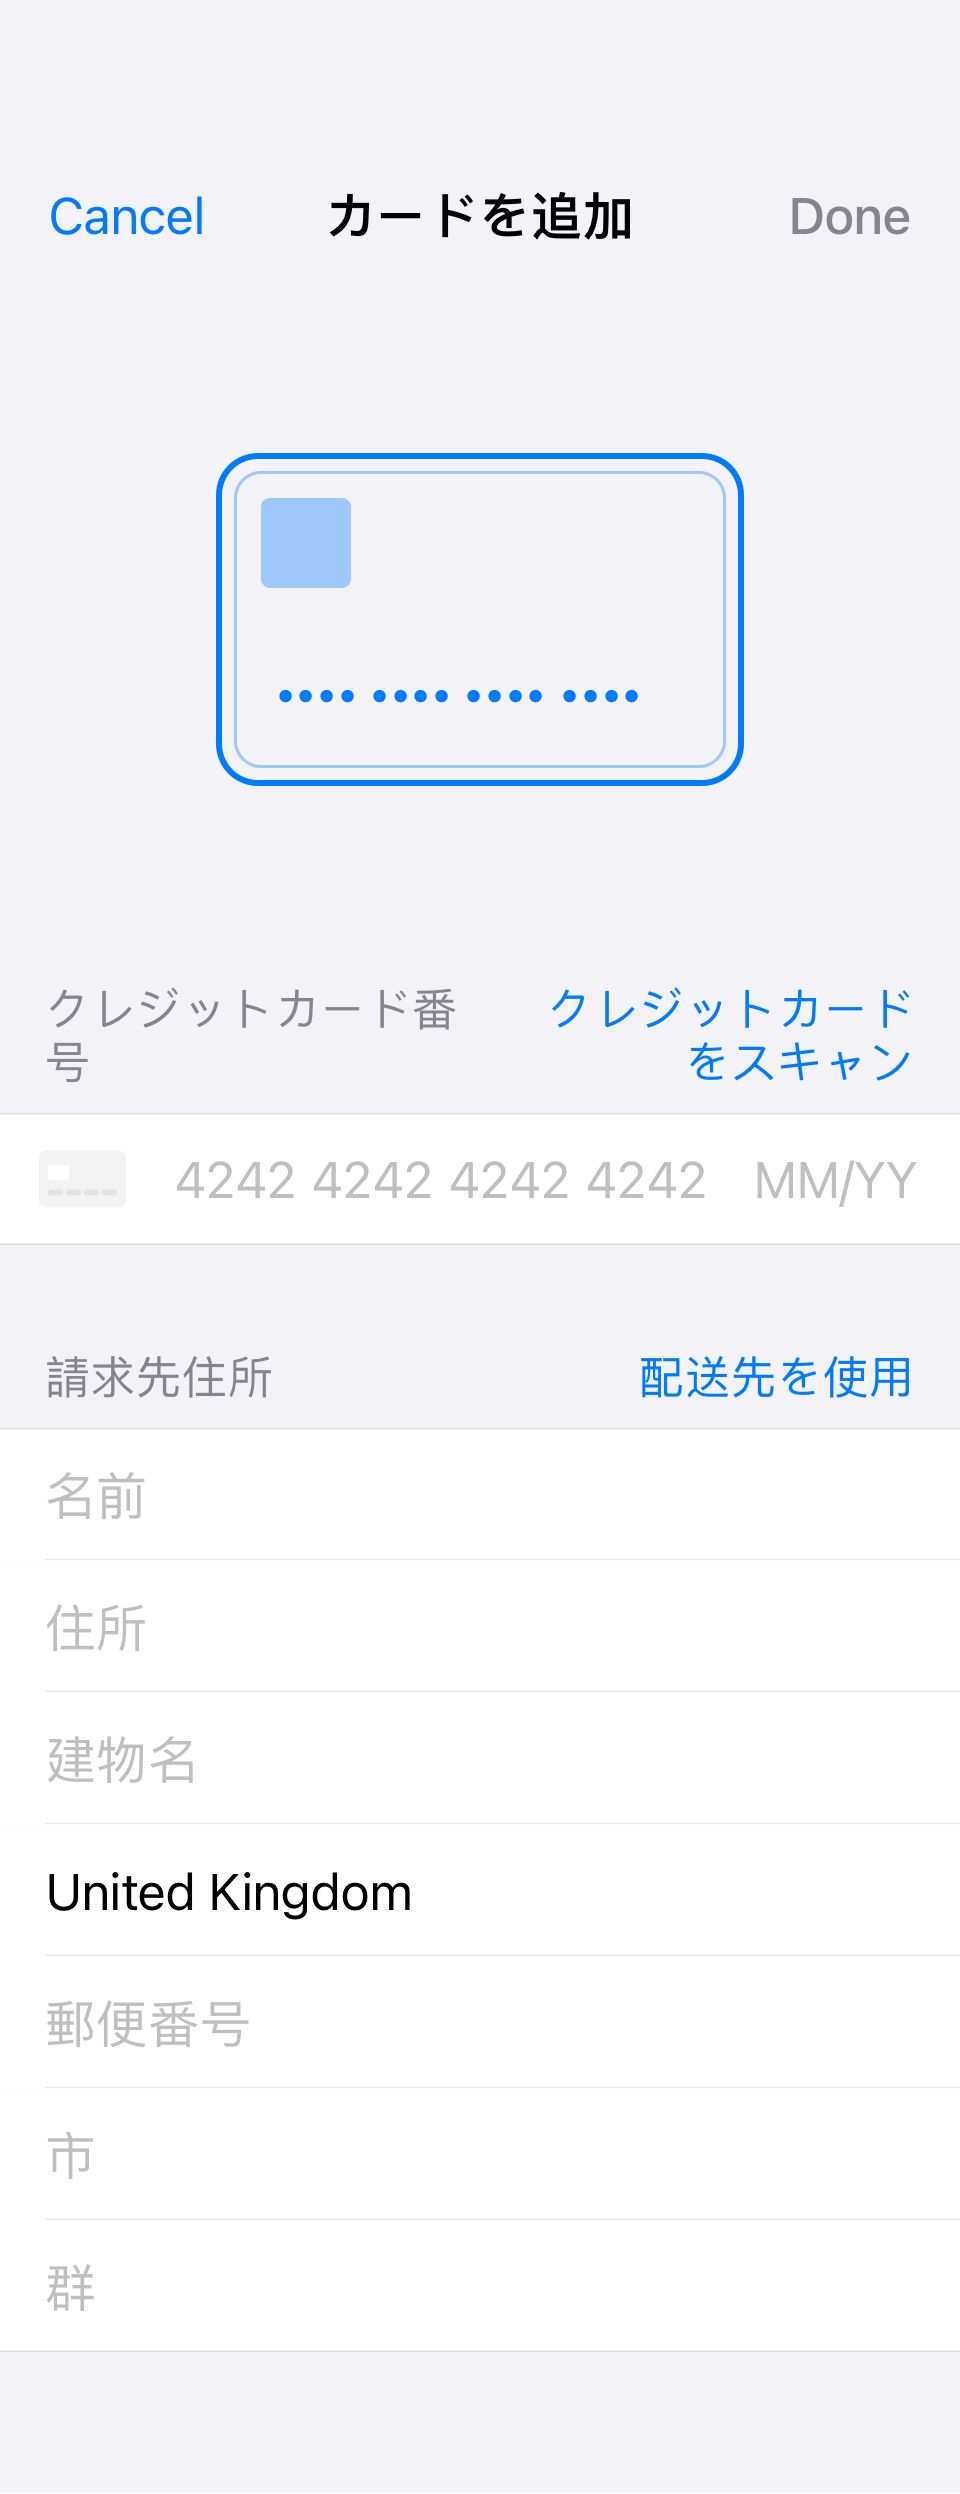 Cancel カードを追加 Done
クレジットカード番号
クレジットカードをスキャン
4242 4242 4242 4242 MM/YY
請求先住所 配送先を使用
名前
住所
建物名
United Kingdom
郵便番号
市
群